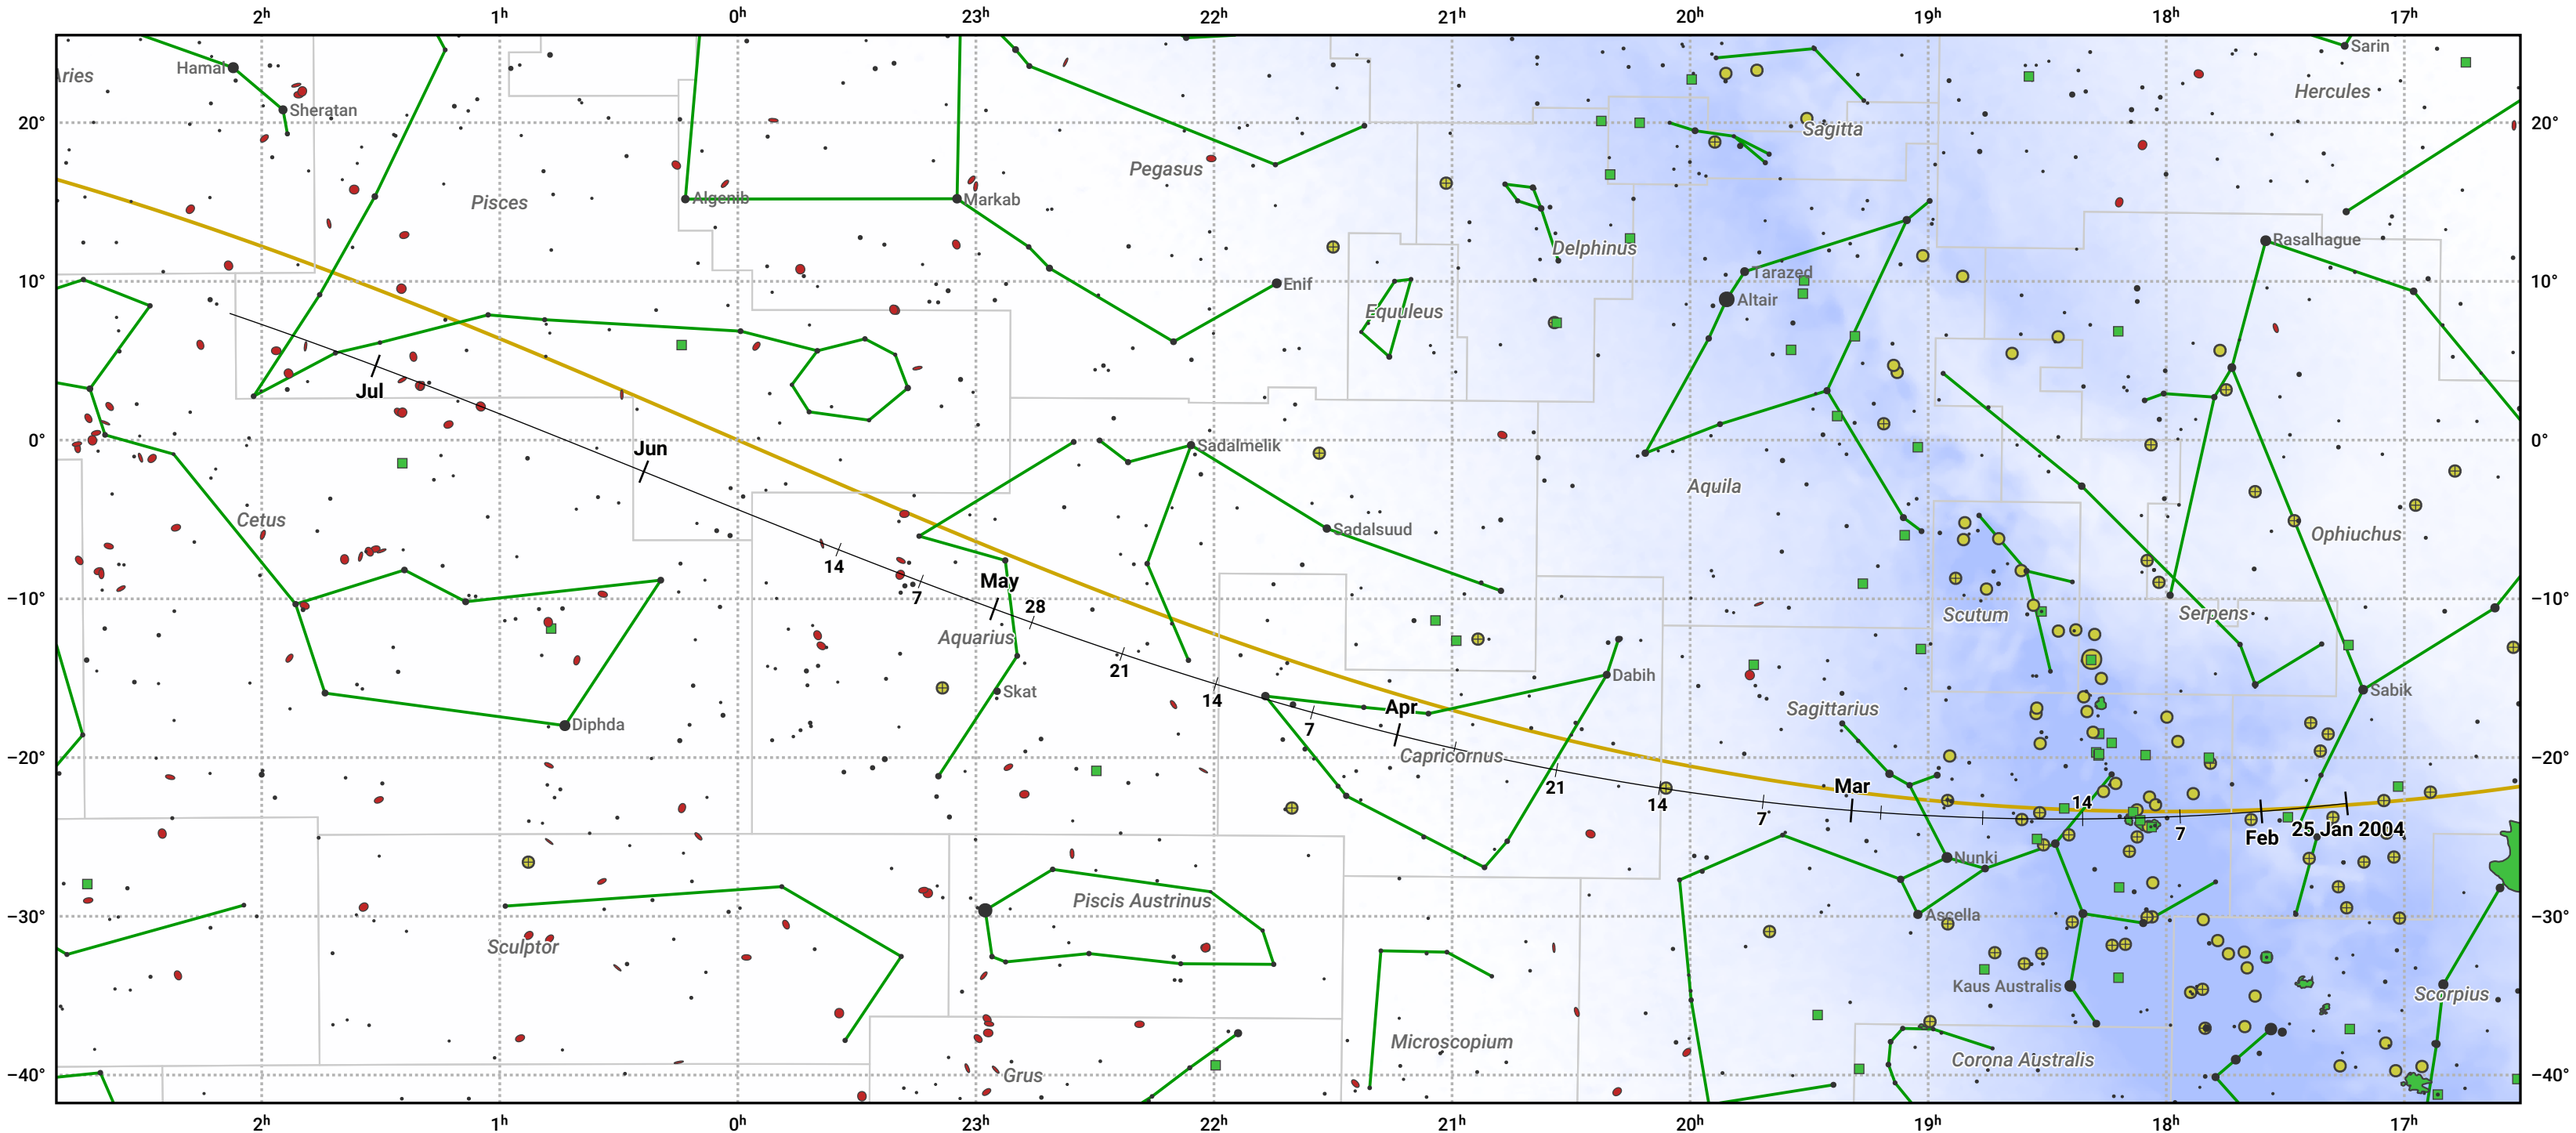 2ʰ 1ʰ 0ʰ 23ʰ 22ʰ 21ʰ 20ʰ 19ʰ 18ʰ 17ʰ
Sarin
Hamal
Aries
Hercules
Sheratan
20° Sagitta 20°
Pegasus
Pisces Algenib Markab
Delphinus Rasalhague
10° Tarazed 10°
Enif
Altair
Equuleus
Jul
0° Jun Sadalmelik 0°
Aquila
Cetus Sadalsuud Ophiuchus
14
May
−10° 7 28 −10°
Scutum Serpens
Aquarius
21
Dabih
Skat 14 Sabik
Apr Sagittarius
Diphda 7
−20° Capricornus −20°
21 Mar
14 7 14 7 Feb 25 Jan 2004
Nunki
−30° Piscis Austrinus Ascella −30°
Sculptor
Kaus Australis Scorpius
Microscopium
Corona Australis
−40° Grus −40°
2ʰ 1ʰ 0ʰ 23ʰ 22ʰ 21ʰ 20ʰ 19ʰ 18ʰ 17ʰ